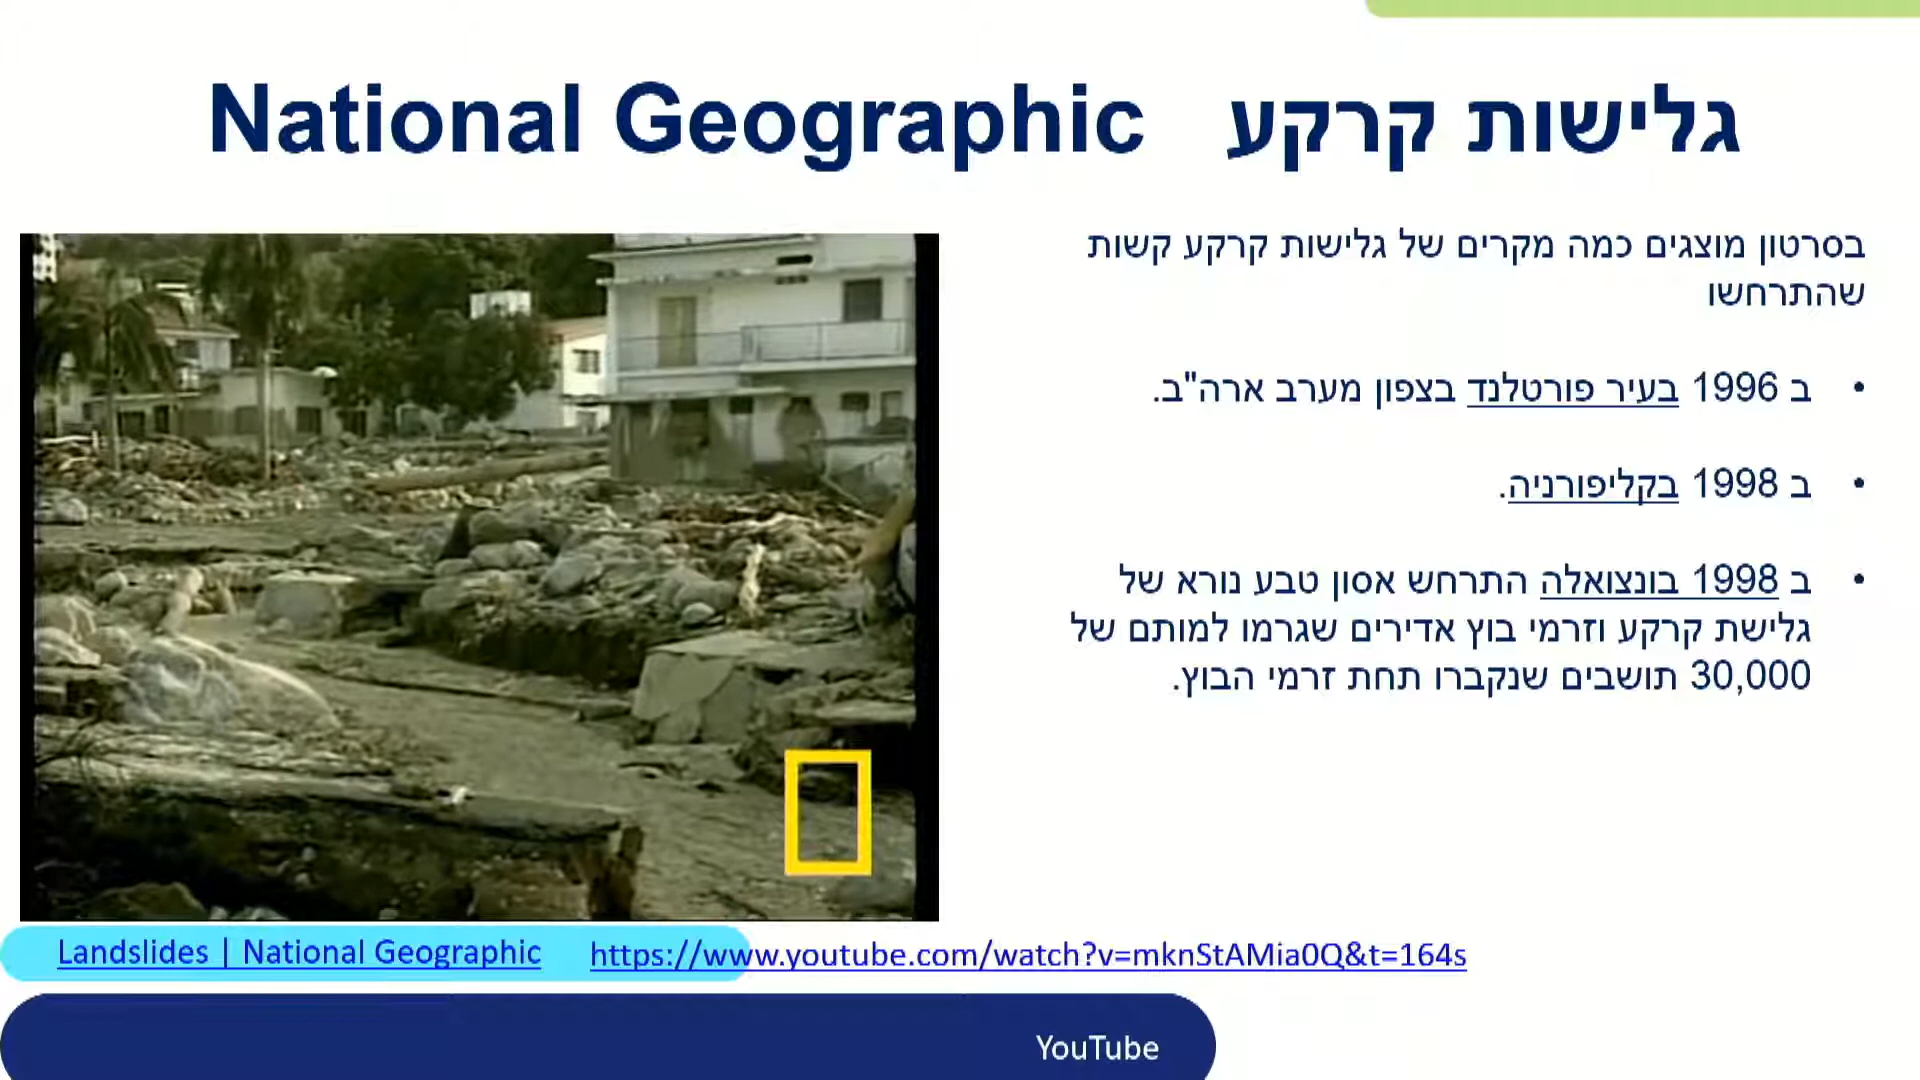 גלישות קרקע National Geographic
בסרטון מוצגים כמה מקרים של גלישות קרקע קשות
שהתרחשו
• ב 1996 בעיר פורטלנד בצפון מערב ארה"ב.
• ב 1998 בקליפורניה.
• ב 1998 בונצואלה התרחש אסון טבע נורא של
גלישת קרקע וזרמי בוץ אדירים שגרמו למותם של
30,000 תושבים שנקברו תחת זרמי הבוץ.
Landslides | National Geographic https://www.youtube.com/watch?v=mknStAMia0Q&t=164s
YouTube